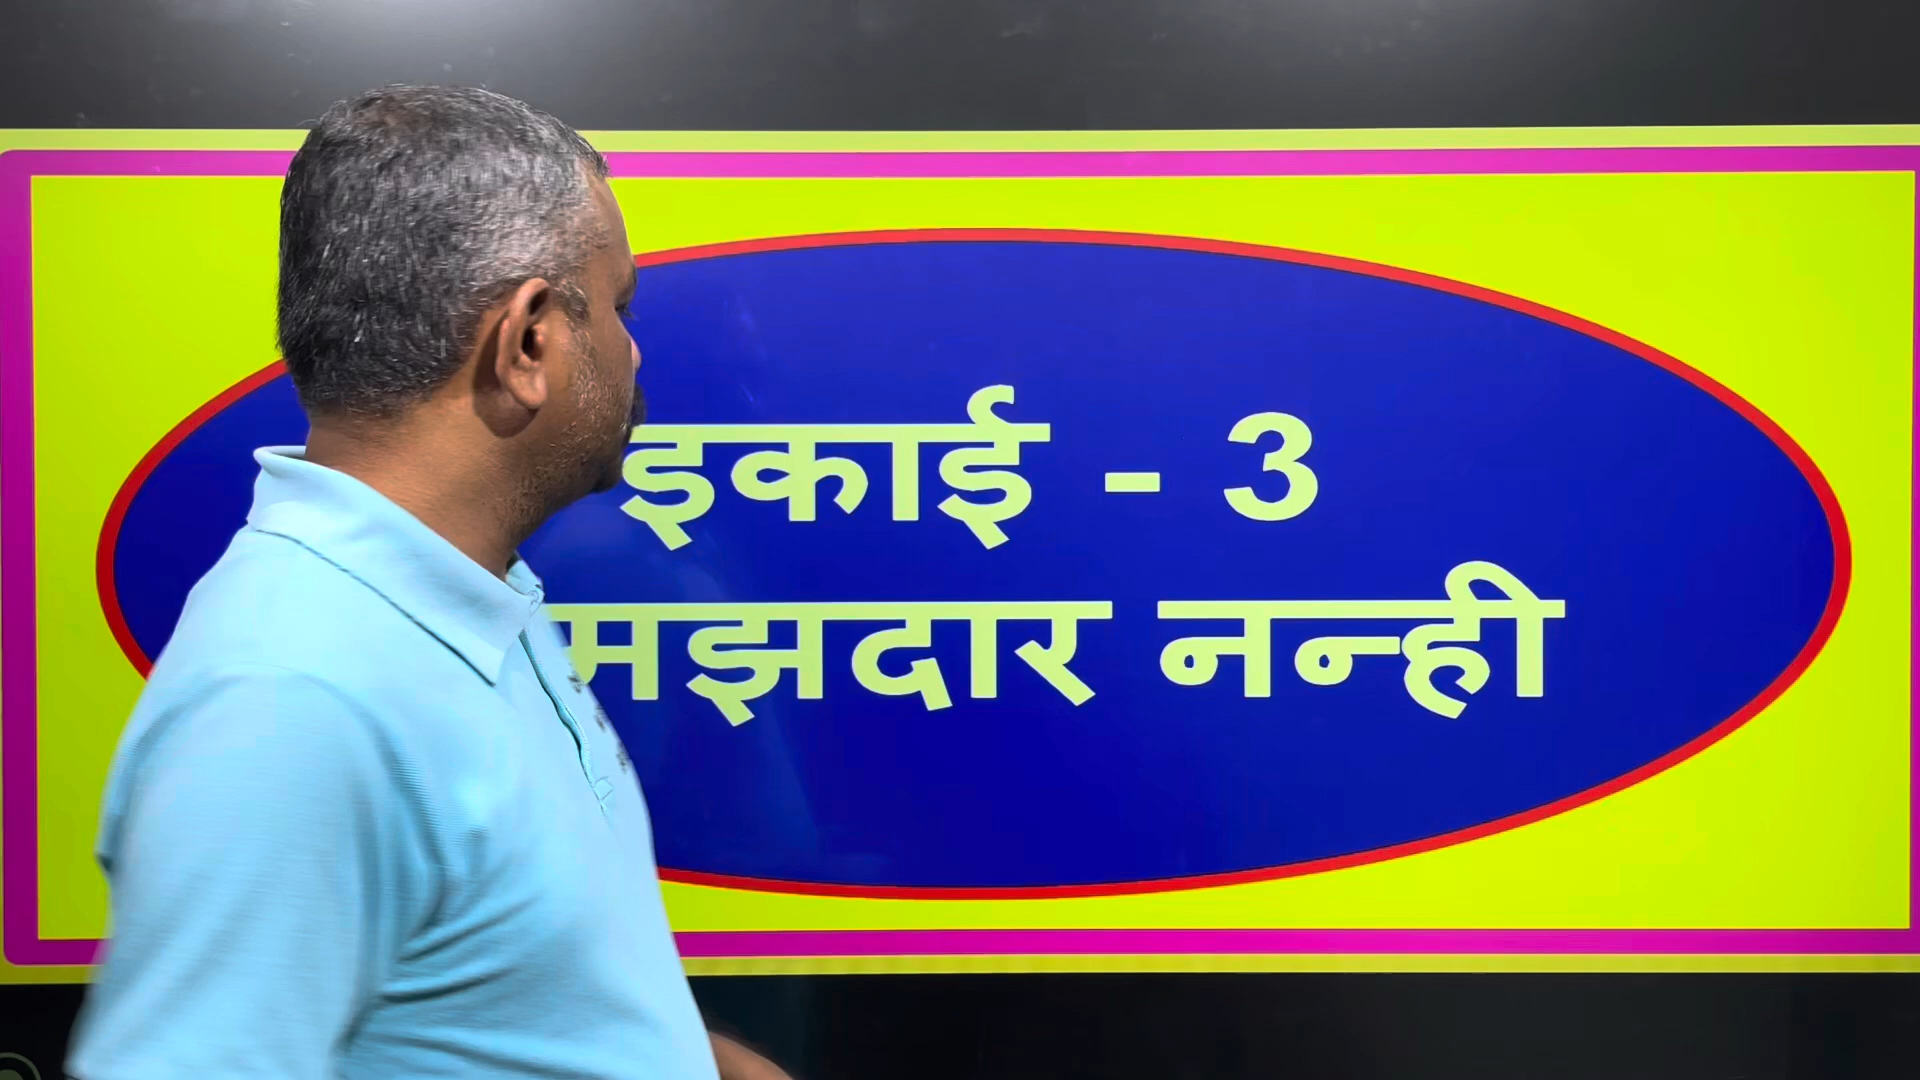 इकाई - 3
मझदार नन्ही